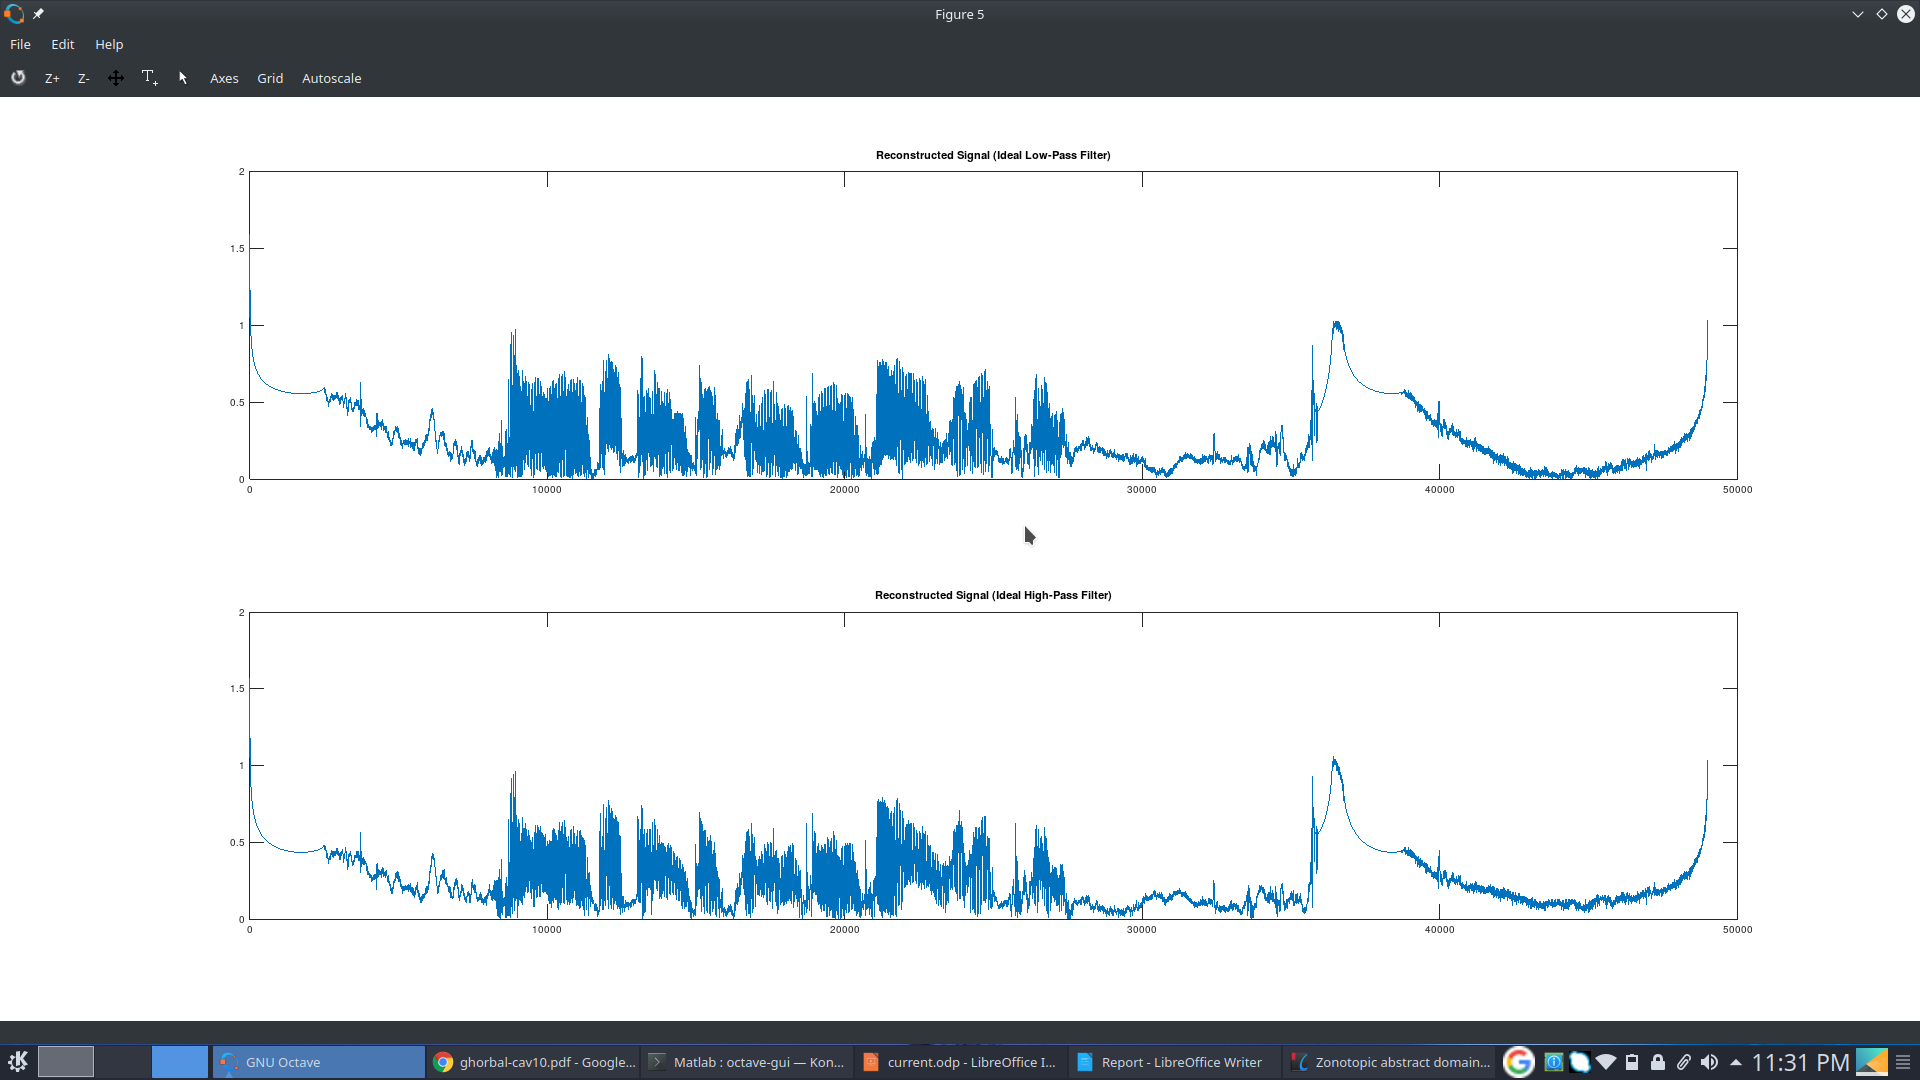 Figure 5
File Edit Help
Z+ Z- T+ Axes Grid Autoscale
Reconstructed Signal (Ideal Low-Pass Filter)
2
1.5
1
0.5
0
0 10000 20000 30000 40000 50000
Reconstructed Signal (Ideal High-Pass Filter)
2
1.5
1
0.5
0
0 10000 20000 30000 40000 50000
GNU Octave ghorbal-cav10.pdf - Google... Matlab : octave-gui — Kon... current.odp - LibreOffice I... Report - LibreOffice Writer Zonotopic abstract domain... 11:31 PM